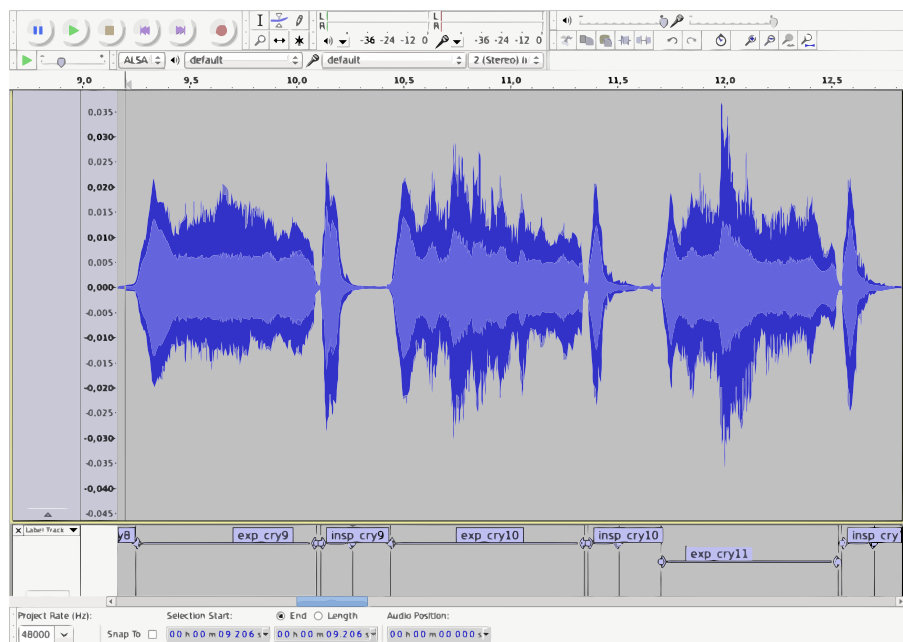 L
R
L
R
-36 -24 -12 0
-36 -24 -12 0
ALSA
default
default
2 (Stereo) I
9,0 9,5 10,0 10,5 11,0 11,5 12,0 12,5
0,035
0,030
0,025
0,020
0,015
0,010
0,005
0,000
-0,005
-0,010
-0,015
-0,020
-0,025
-0,030
-0,035
-0,040
-0,045
X Label Track
y8 exp_cry9 insp_cry9 exp_cry10 insp_cry10 insp_cry
exp_cry11
Project Rate (Hz): Selection Start: End Length Audio Position:
48000 Snap To 00 h 00 m 09.206 s 00 h 00 m 09.206 s 00 h 00 m 00 000 s